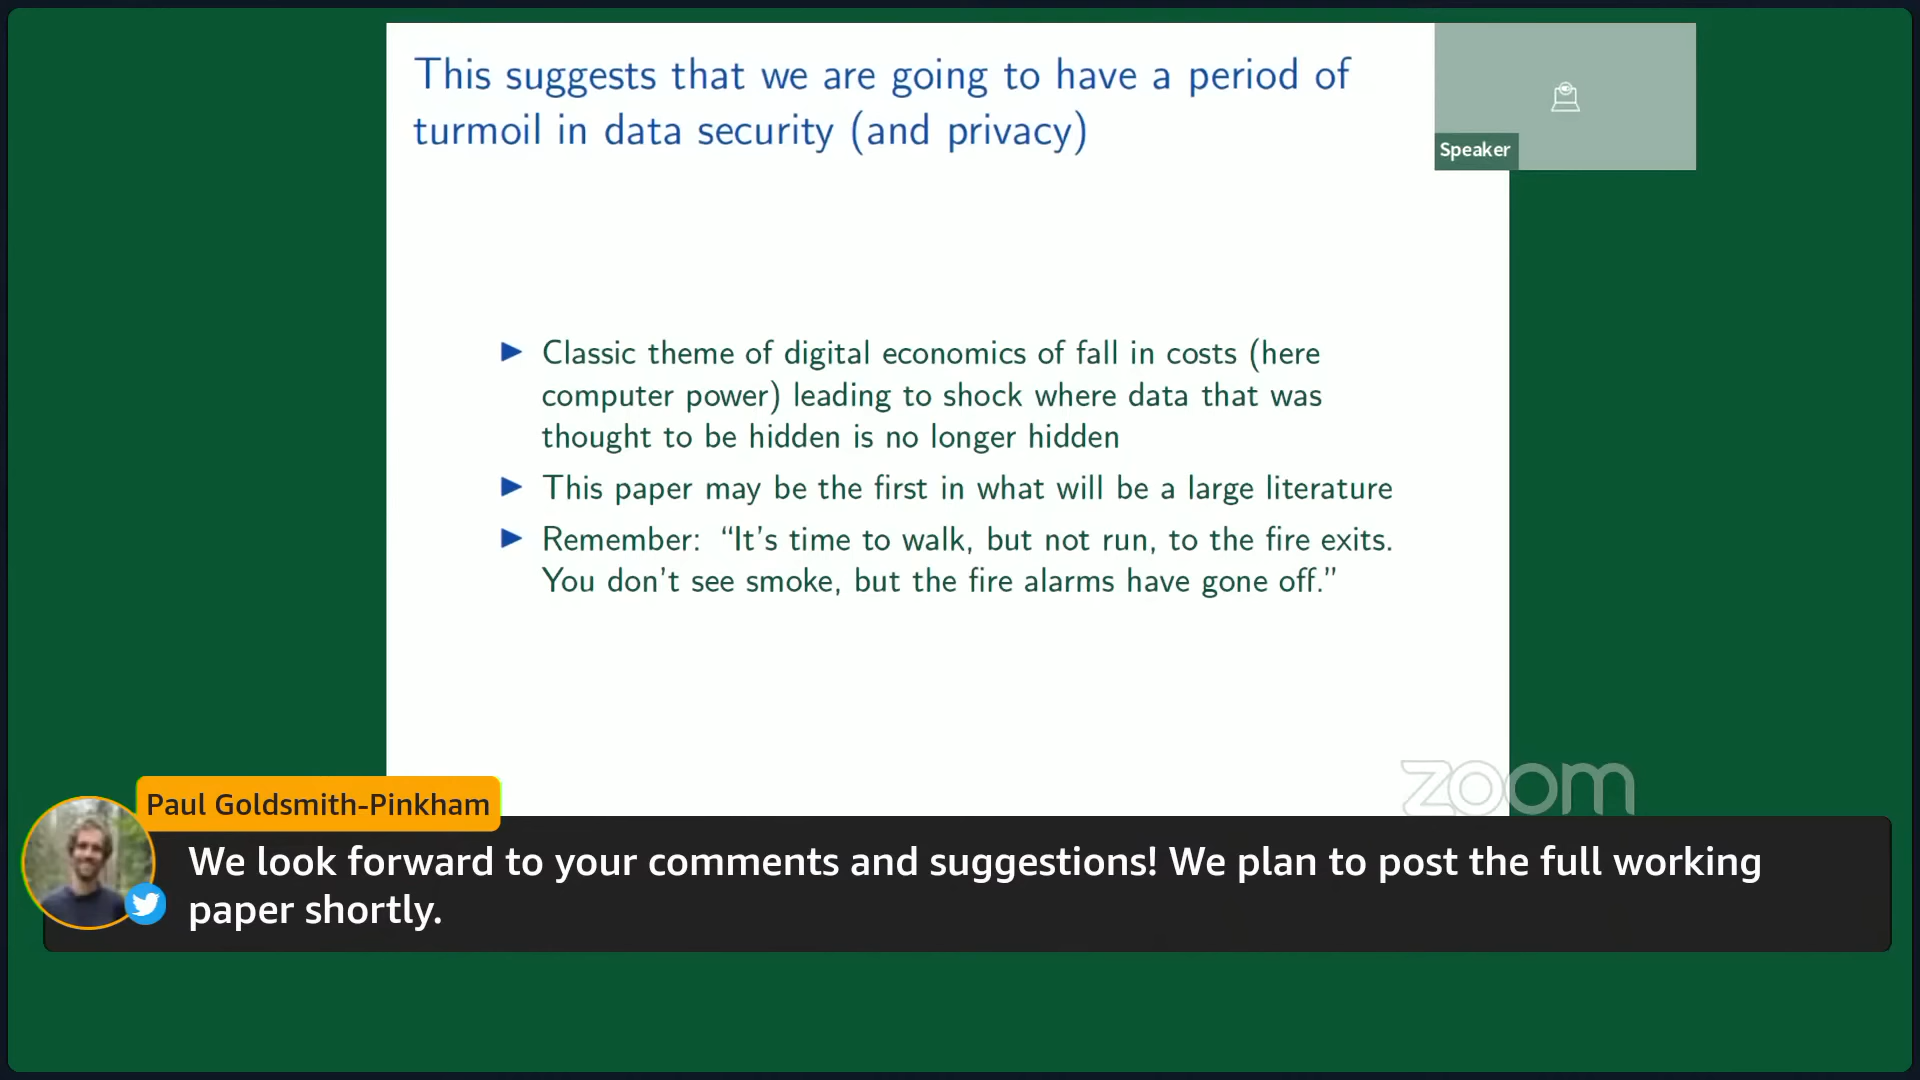 This suggests that we are going to have a period of
turmoil in data security (and privacy)
Speaker
► Classic theme of digital economics of fall in costs (here
computer power) leading to shock where data that was
thought to be hidden is no longer hidden
► This paper may be the first in what will be a large literature
► Remember: “It’s time to walk, but not run, to the fire exits.
You don’t see smoke, but the fire alarms have gone off.”
zoom
Paul Goldsmith-Pinkham
We look forward to your comments and suggestions! We plan to post the full working
paper shortly.